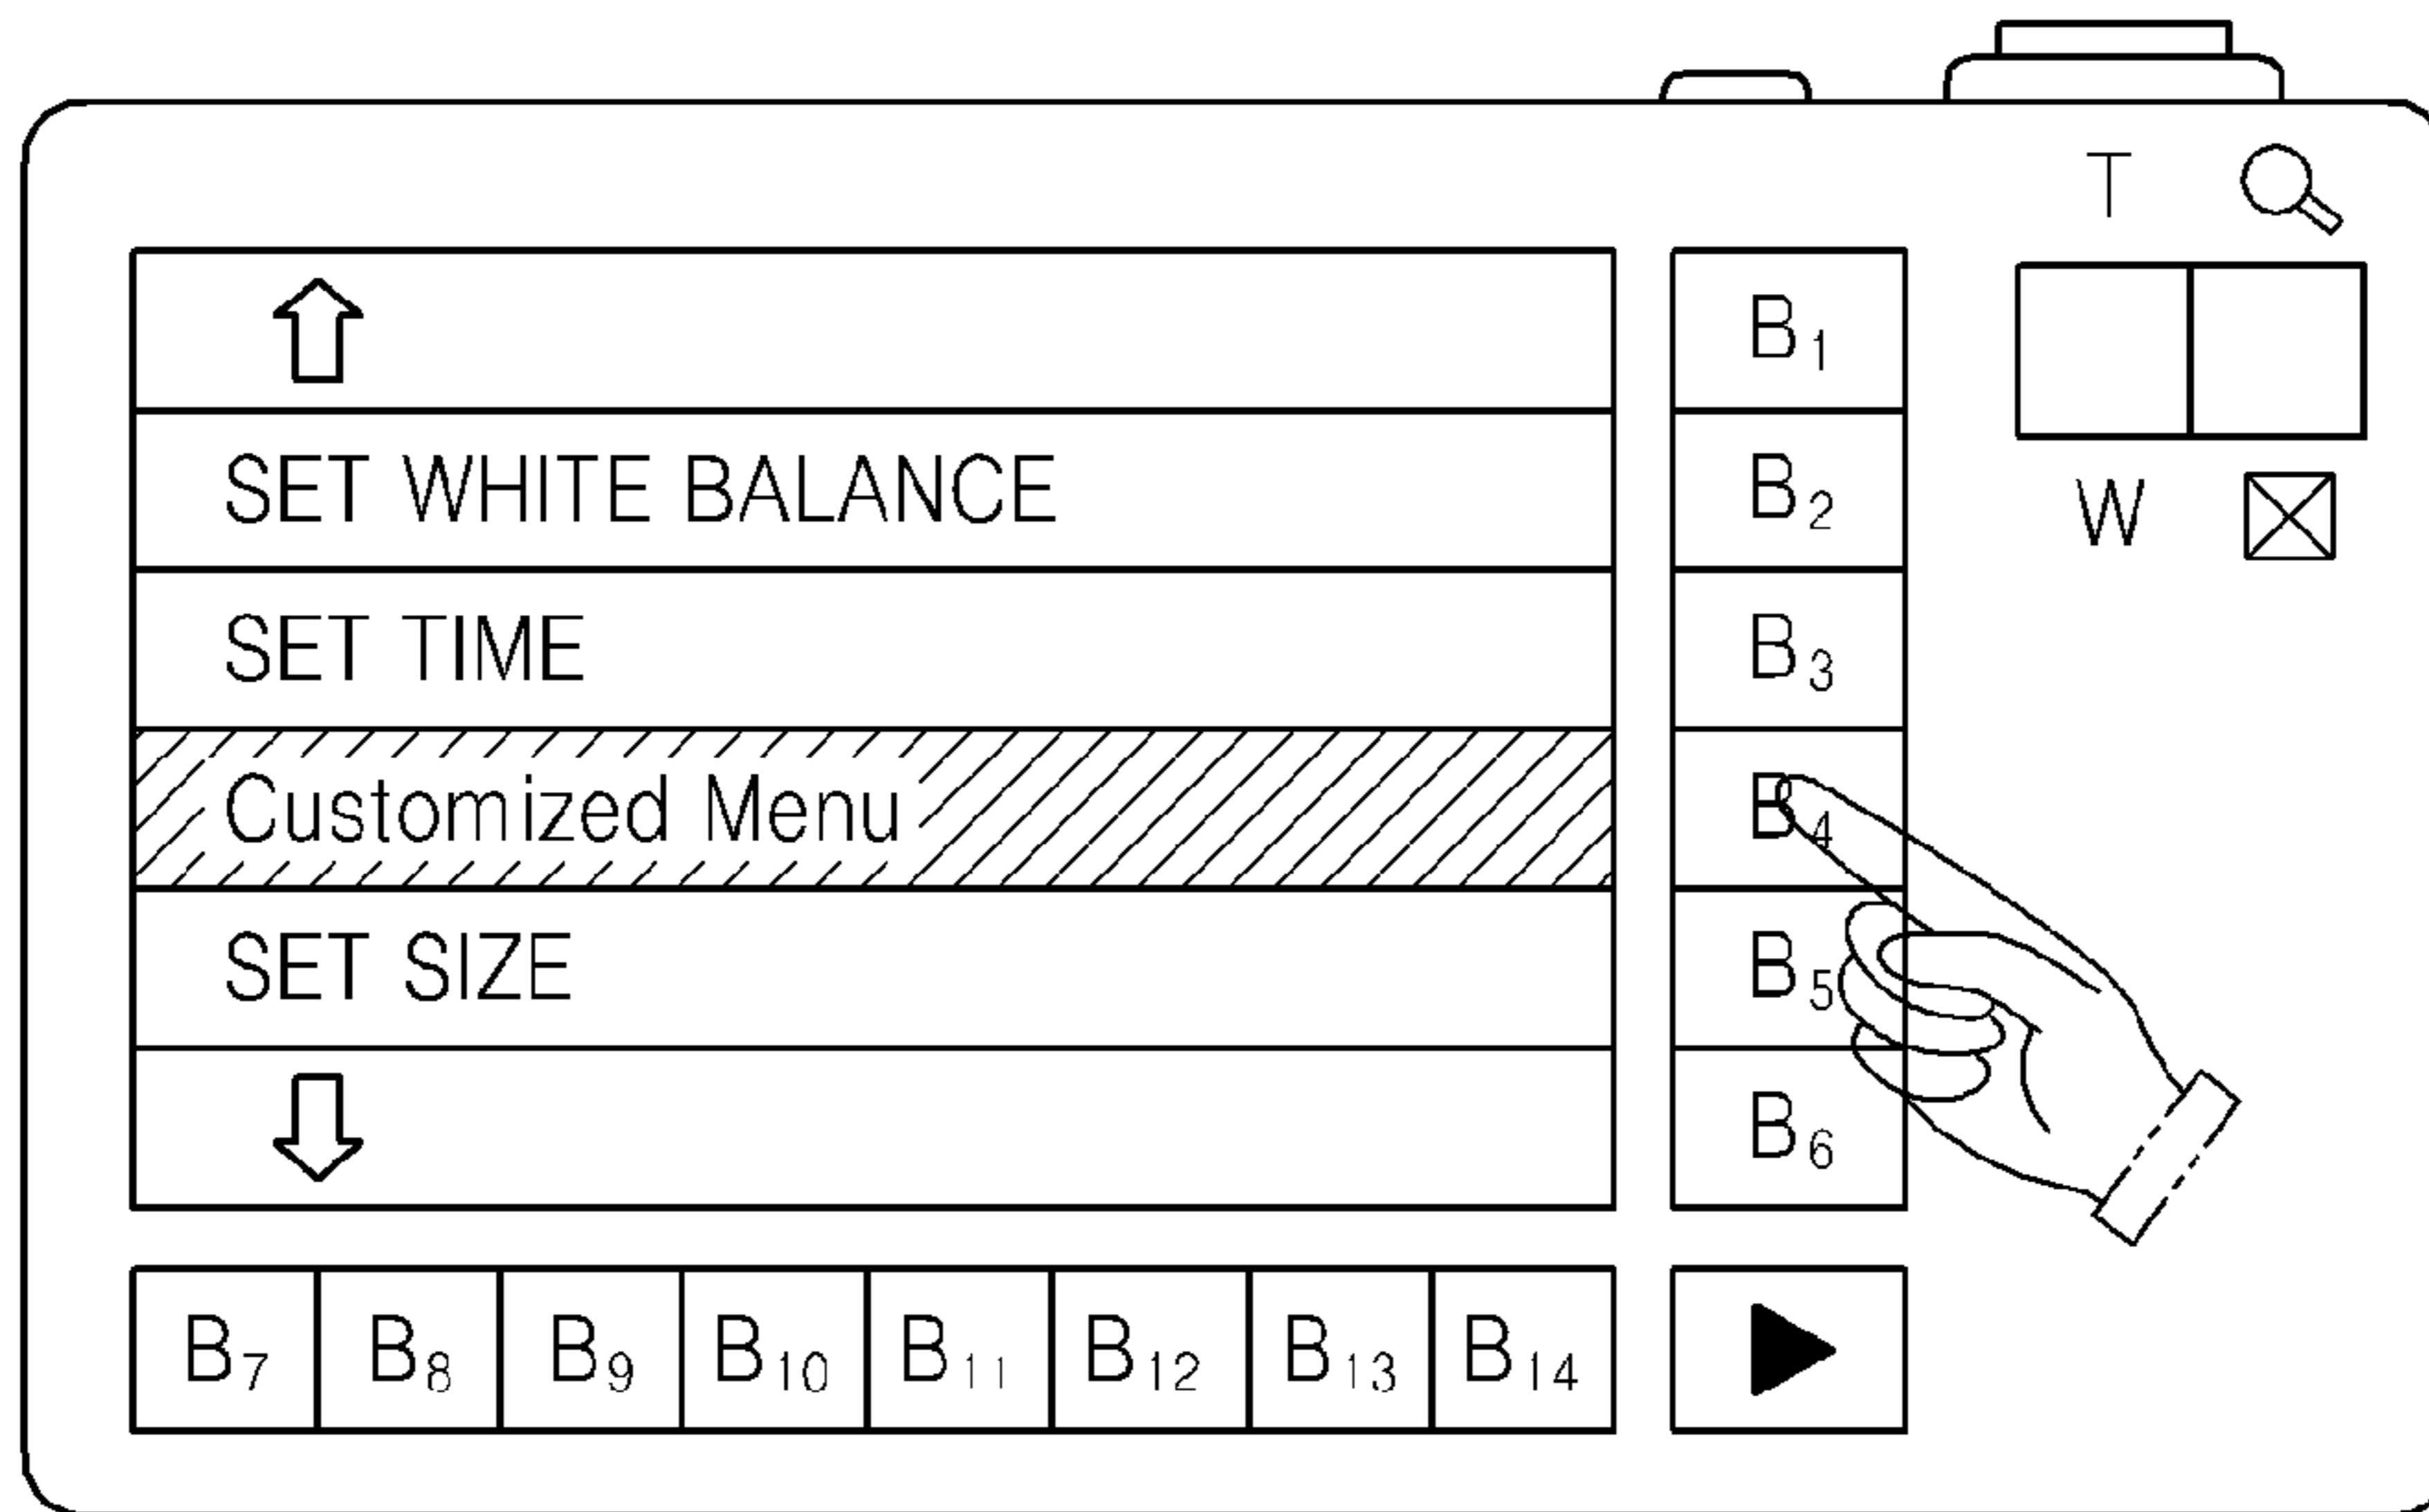 T
B₁
SET WHITE BALANCE B₂
W
SET TIME B₃
Customized Menu B₄
SET SIZE B₅
B₆
B₇ B₈ B₉ B₁₀ B₁₁ B₁₂ B₁₃ B₁₄